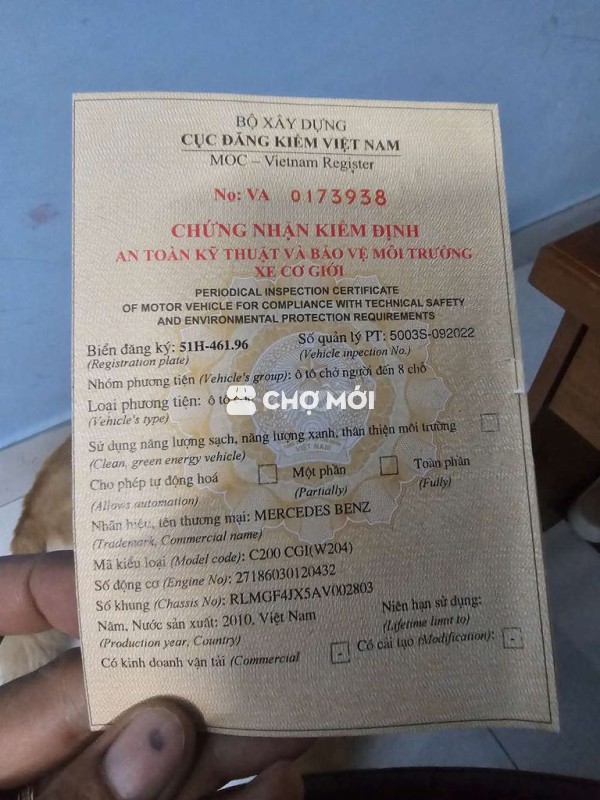 BỘ XÂY DỰNG
CỤC ĐĂNG KIỂM VIỆT NAM
MOC – Vietnam Register
No: VA 0173938
CHỨNG NHẬN KIỂM ĐỊNH
AN TOÀN KỸ THUẬT VÀ BẢO VỆ MÔI TRƯỜNG
XE CƠ GIỚI
PERIODICAL INSPECTION CERTIFICATE
OF MOTOR VEHICLE FOR COMPLIANCE WITH TECHNICAL SAFETY
AND ENVIRONMENTAL PROTECTION REQUIREMENTS
Biển đăng ký: 51H-461.96 Số quản lý PT: 5003S-092022
(Registration plate) (Vehicle inpection No.)
Nhóm phương tiện (Vehicle's group): ô tô chở người đến 8 chỗ
Loại phương tiện: ô tô
CHỢ MỚI
(Vehicle's type)
Sử dụng năng lượng sạch, năng lượng xanh, thân thiện môi trường
(Clean, green energy vehicle)
VIỆT NAM
Cho phép tự động hoá Một phần Toàn phần
(Allows automation) (Partially) (Fully)
Nhãn hiệu, tên thương mại: MERCEDES BENZ
(Trademark, Commercial name)
Mã kiểu loại (Model code): C200 CGI(W204)
Số động cơ (Engine No): 27186030120432
Số khung (Chassis No): RLMGF4JX5AV002803
Năm, Nước sản xuất: 2010, Việt Nam Niên hạn sử dụng:
(Production year, Country) (Lifetime limit to)
Có kinh doanh vận tải (Commercial - Có cải tạo (Modification): -